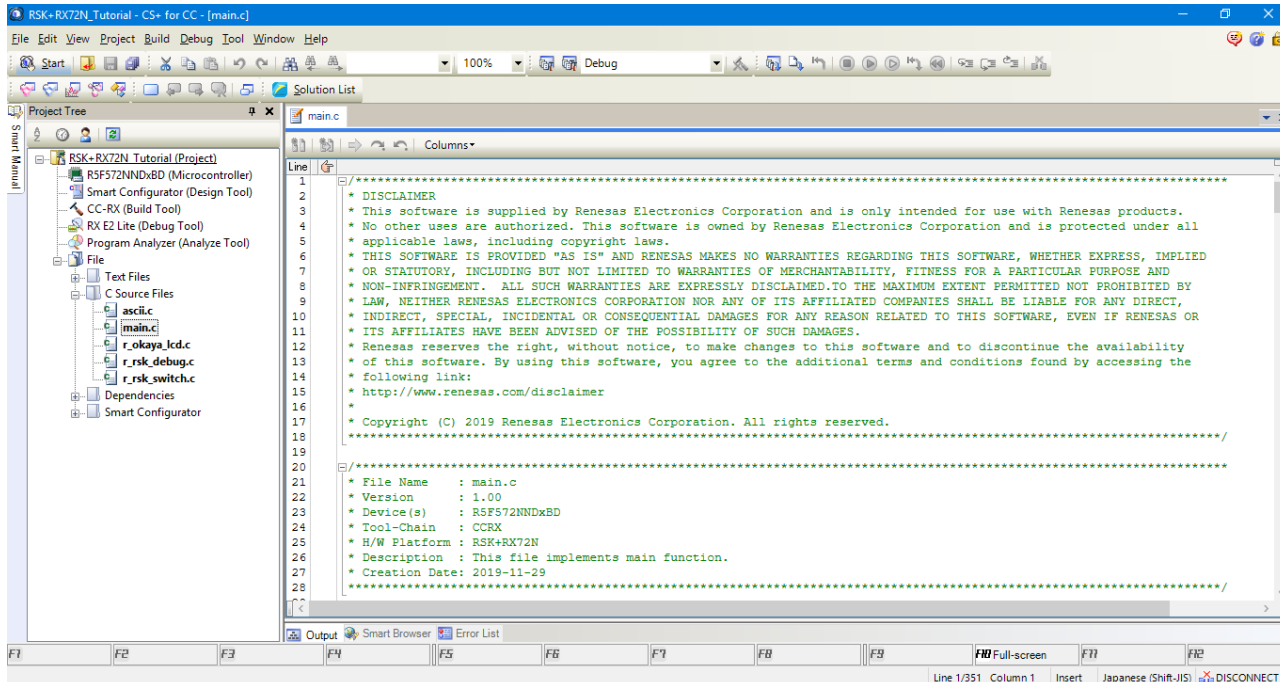 RSK+RX72N_Tutorial - CS+ for CC - [main.c]
File Edit View Project Build Debug Tool Window Help
Start 100% Debug
Solution List
Smart Manual
Project Tree
RSK+RX72N_Tutorial (Project)
R5F572NNDxBD (Microcontroller)
Smart Configurator (Design Tool)
CC-RX (Build Tool)
RX E2 Lite (Debug Tool)
Program Analyzer (Analyze Tool)
File
Text Files
C Source Files
ascii.c
main.c
r_okaya_lcd.c
r_rsk_debug.c
r_rsk_switch.c
Dependencies
Smart Configurator
main.c
Columns
Line
1 /***********************************************************************************************************************
2 * DISCLAIMER
3 * This software is supplied by Renesas Electronics Corporation and is only intended for use with Renesas products.
4 * No other uses are authorized. This software is owned by Renesas Electronics Corporation and is protected under all
5 * applicable laws, including copyright laws.
6 * THIS SOFTWARE IS PROVIDED "AS IS" AND RENESAS MAKES NO WARRANTIES REGARDING THIS SOFTWARE, WHETHER EXPRESS, IMPLIED
7 * OR STATUTORY, INCLUDING BUT NOT LIMITED TO WARRANTIES OF MERCHANTABILITY, FITNESS FOR A PARTICULAR PURPOSE AND
8 * NON-INFRINGEMENT.  ALL SUCH WARRANTIES ARE EXPRESSLY DISCLAIMED.TO THE MAXIMUM EXTENT PERMITTED NOT PROHIBITED BY
9 * LAW, NEITHER RENESAS ELECTRONICS CORPORATION NOR ANY OF ITS AFFILIATED COMPANIES SHALL BE LIABLE FOR ANY DIRECT,
10 * INDIRECT, SPECIAL, INCIDENTAL OR CONSEQUENTIAL DAMAGES FOR ANY REASON RELATED TO THIS SOFTWARE, EVEN IF RENESAS OR
11 * ITS AFFILIATES HAVE BEEN ADVISED OF THE POSSIBILITY OF SUCH DAMAGES.
12 * Renesas reserves the right, without notice, to make changes to this software and to discontinue the availability
13 * of this software. By using this software, you agree to the additional terms and conditions found by accessing the
14 * following link:
15 * http://www.renesas.com/disclaimer
16 *
17 * Copyright (C) 2019 Renesas Electronics Corporation. All rights reserved.
18 ***********************************************************************************************************************/
19
20 /***********************************************************************************************************************
21 * File Name    : main.c
22 * Version      : 1.00
23 * Device(s)    : R5F572NNDxBD
24 * Tool-Chain   : CCRX
25 * H/W Platform : RSK+RX72N
26 * Description  : This file implements main function.
27 * Creation Date: 2019-11-29
28 ***********************************************************************************************************************/
Output Smart Browser Error List
F1 F2 F3 F4 F5 F6 F7 F8 F9 F10 Full-screen F11 F12
Line 1/351 Column 1 Insert Japanese (Shift-JIS) DISCONNECT